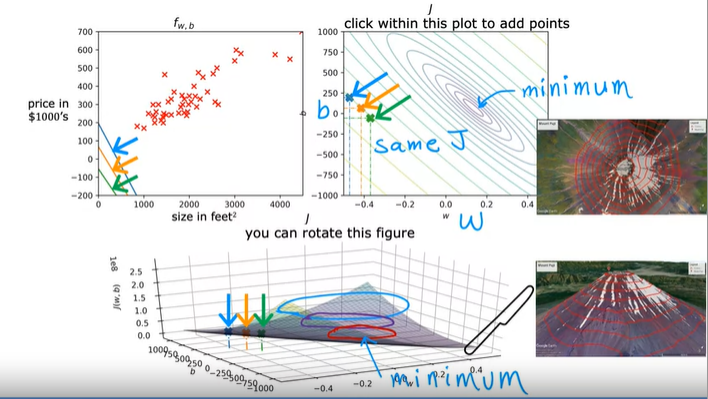 f w,b
700
600
500
400
300
200
100
0
−100
−200
price in
$1000's
0
1000
2000
3000
4000
size in feet²
J
click within this plot to add points
1000
750
500
250
0
−250
−500
−750
−1000
b
b
−0.4
−0.2
0.0
0.2
0.4
w
W
minimum
same J
J
you can rotate this figure
1e8
J(w, b)
2.5
2.0
1.5
1.0
0.5
0.0
1000
750
500
250
0
−250
−500
−750
−1000
b
−0.4
−0.2
0.2
0.4
w
minimum